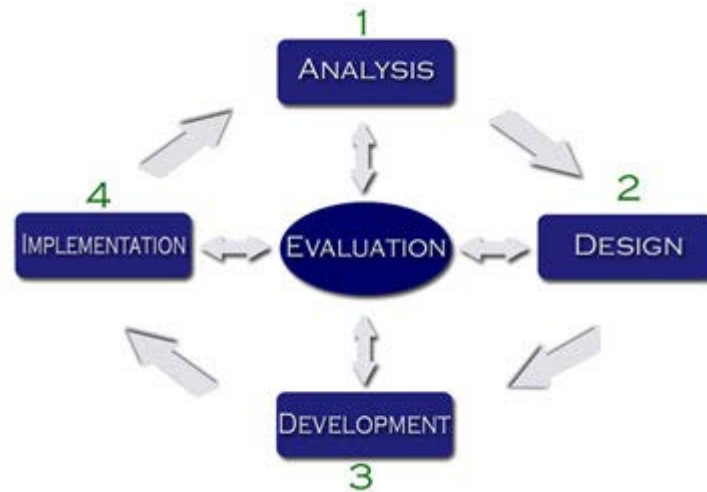 1
ANALYSIS
2
DESIGN
4
IMPLEMENTATION
EVALUATION
DEVELOPMENT
3